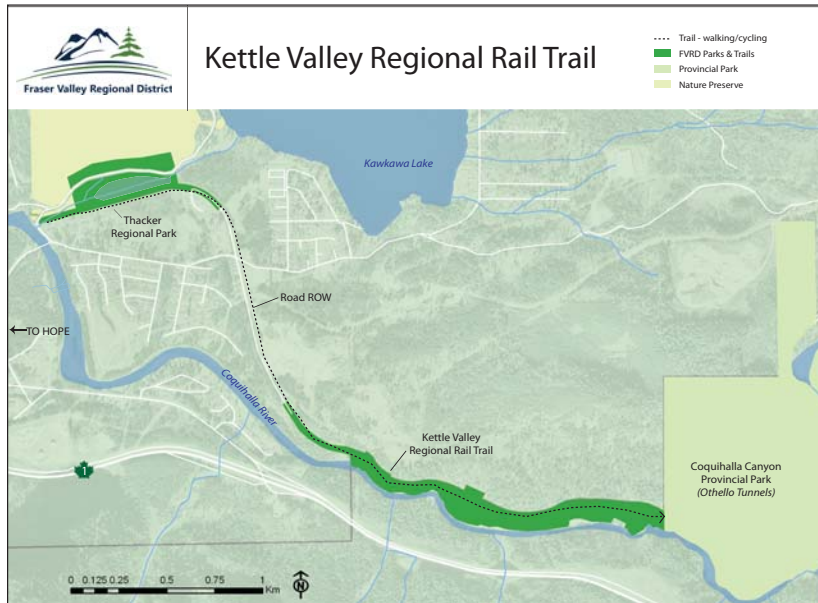 Fraser Valley Regional District
Kettle Valley Regional Rail Trail
Trail - walking/cycling
FVRD Parks & Trails
Provincial Park
Nature Preserve
Kawkawa Lake
Thacker
Regional Park
Road ROW
TO HOPE
Coquihalla River
Kettle Valley
Regional Rail Trail
Coquihalla Canyon
Provincial Park
(Othello Tunnels)
1
0 0.125 0.25 0.5 0.75 1
Km
N